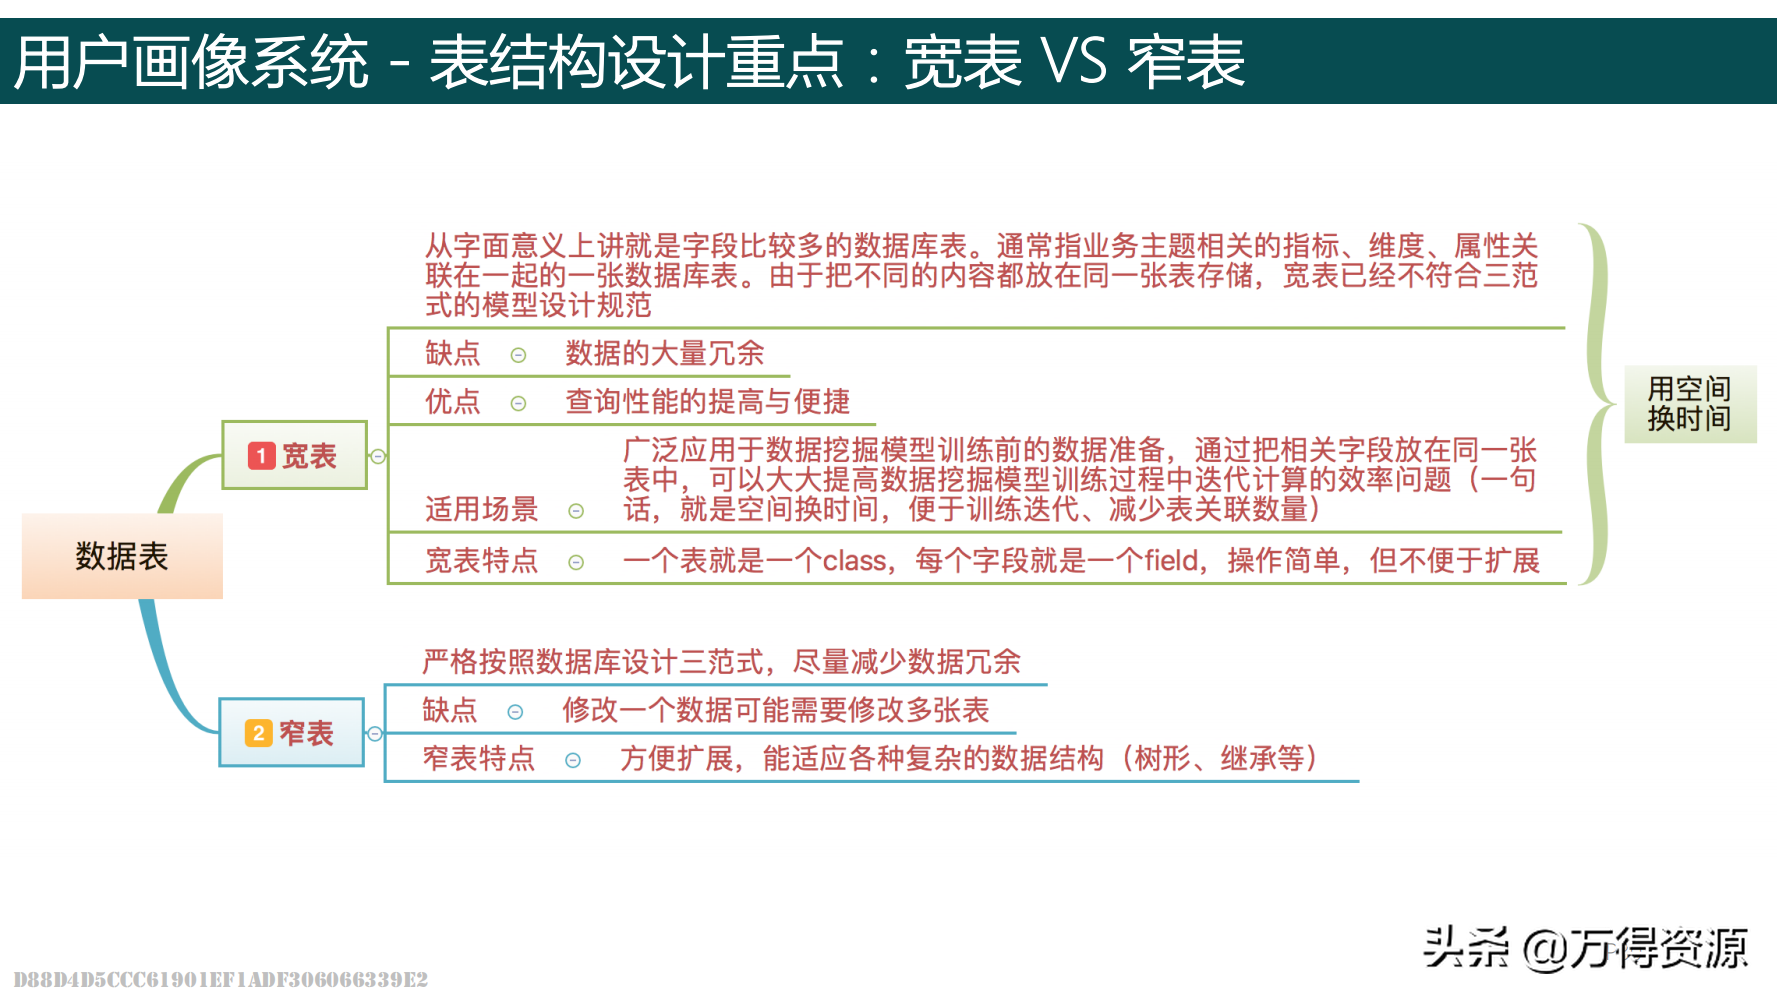 用户画像系统 - 表结构设计重点：宽表 VS 窄表
从字面意义上讲就是字段比较多的数据库表。通常指业务主题相关的指标、维度、属性关
联在一起的一张数据库表。由于把不同的内容都放在同一张表存储，宽表已经不符合三范
式的模型设计规范
缺点 数据的大量冗余
优点 查询性能的提高与便捷
1 宽表
广泛应用于数据挖掘模型训练前的数据准备，通过把相关字段放在同一张
表中，可以大大提高数据挖掘模型训练过程中迭代计算的效率问题（一句
适用场景 话，就是空间换时间，便于训练迭代、减少表关联数量）
宽表特点 一个表就是一个class，每个字段就是一个field，操作简单，但不便于扩展
用空间
换时间
数据表
严格按照数据库设计三范式，尽量减少数据冗余
缺点 修改一个数据可能需要修改多张表
2 窄表
窄表特点 方便扩展，能适应各种复杂的数据结构（树形、继承等）
头条 @万得资源
D88D4D5CCC61901EF1ADF306066339E2